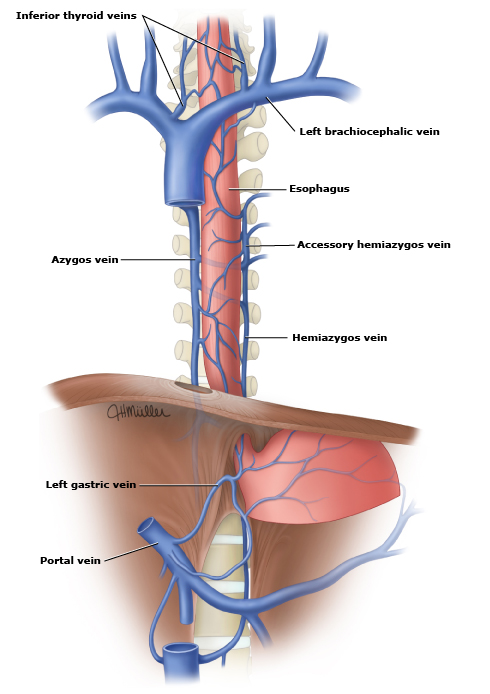 Inferior thyroid veins
Left brachiocephalic vein
Esophagus
Accessory hemiazygos vein
Azygos vein
Hemiazygos vein
JHMüller
Left gastric vein
Portal vein